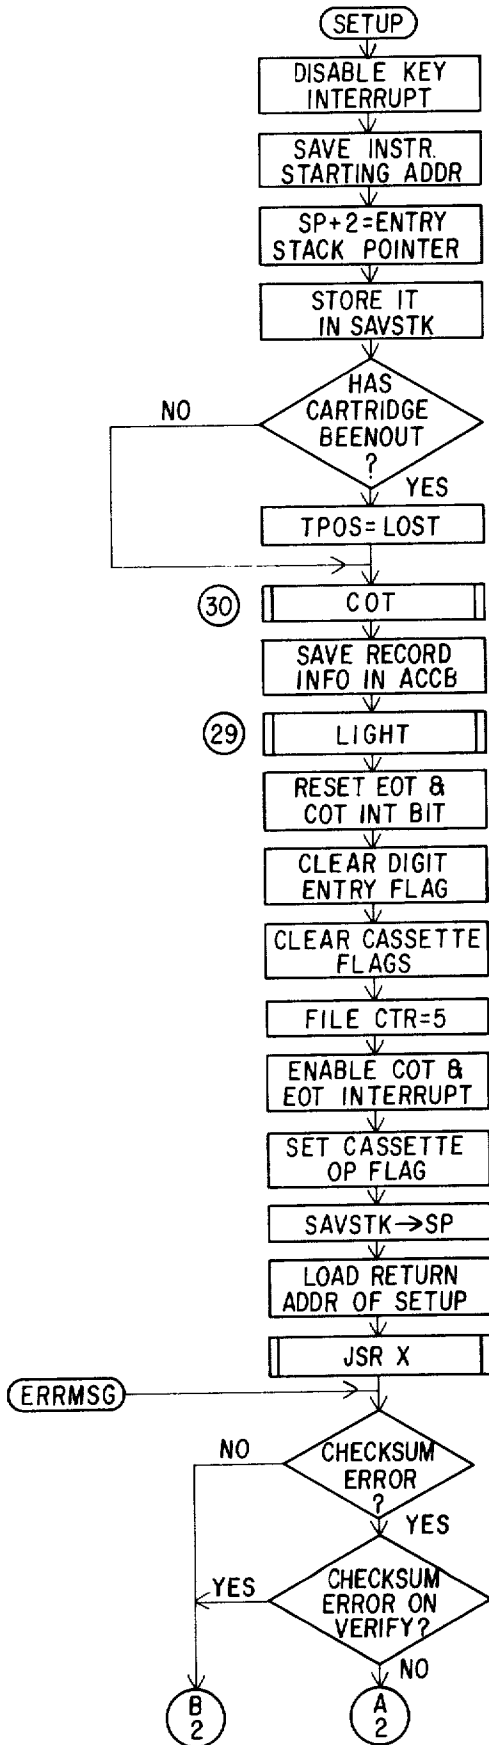 SETUP
DISABLE KEY
INTERRUPT
SAVE INSTR.
STARTING ADDR
SP+2=ENTRY
STACK POINTER
STORE IT
IN SAVSTK
HAS
CARTRIDGE
BEENOUT
?
NO
YES
TPOS=LOST
30
COT
SAVE RECORD
INFO IN ACCB
29
LIGHT
RESET EOT &
COT INT BIT
CLEAR DIGIT
ENTRY FLAG
CLEAR CASSETTE
FLAGS
FILE CTR=5
ENABLE COT &
EOT INTERRUPT
SET CASSETTE
OP FLAG
SAVSTK→SP
LOAD RETURN
ADDR OF SETUP
JSR X
ERRMSG
CHECKSUM
ERROR
?
NO
YES
CHECKSUM
ERROR ON
VERIFY?
YES
NO
B
2
A
2